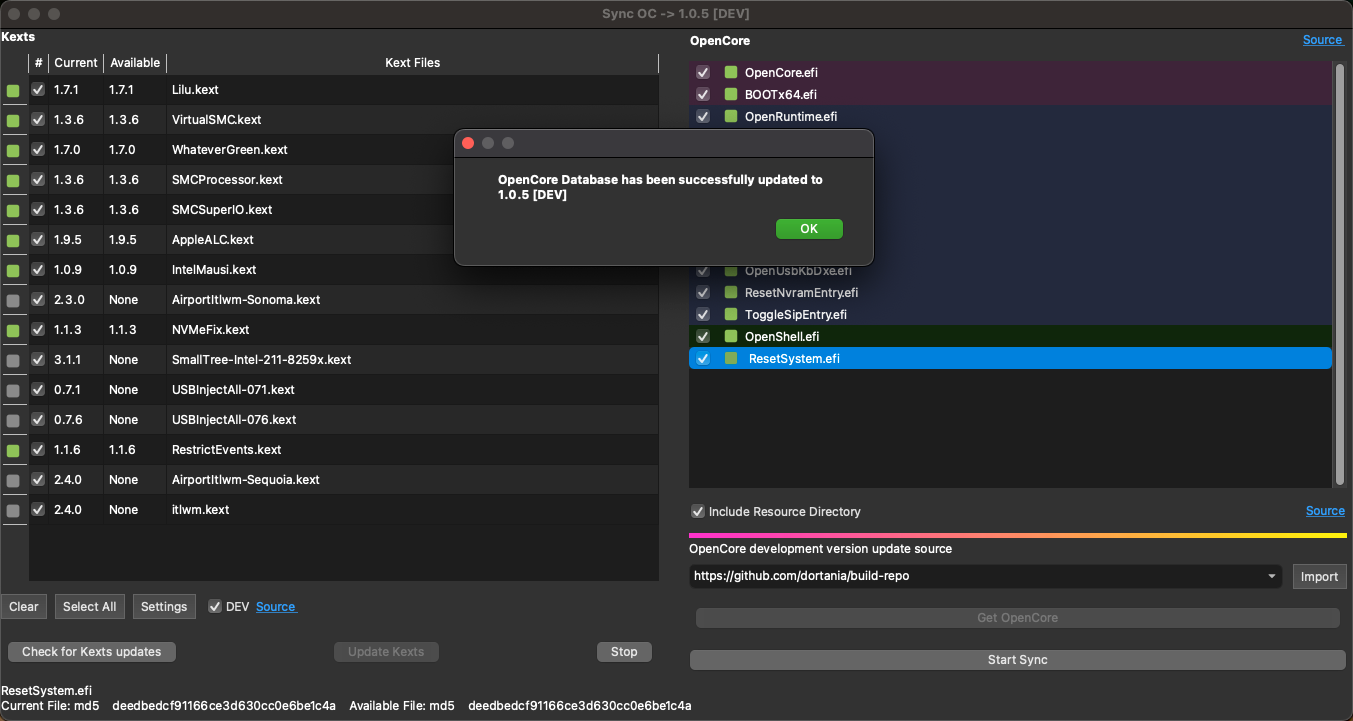 Sync OC -> 1.0.5 [DEV]
Kexts
# Current Available Kext Files
1.7.1 1.7.1 Lilu.kext
1.3.6 1.3.6 VirtualSMC.kext
1.7.0 1.7.0 WhateverGreen.kext
1.3.6 1.3.6 SMCProcessor.kext
1.3.6 1.3.6 SMCSuperIO.kext
1.9.5 1.9.5 AppleALC.kext
1.0.9 1.0.9 IntelMausi.kext
2.3.0 None AirportItlwm-Sonoma.kext
1.1.3 1.1.3 NVMeFix.kext
3.1.1 None SmallTree-Intel-211-8259x.kext
0.7.1 None USBInjectAll-071.kext
0.7.6 None USBInjectAll-076.kext
1.1.6 1.1.6 RestrictEvents.kext
2.4.0 None AirportItlwm-Sequoia.kext
2.4.0 None itlwm.kext
Clear Select All Settings DEV Source
Check for Kexts updates Update Kexts Stop
OpenCore Source
OpenCore.efi
BOOTx64.efi
OpenRuntime.efi
OpenCore Database has been successfully updated to
1.0.5 [DEV]
OK
OpenUsbKbDxe.efi
ResetNvramEntry.efi
ToggleSipEntry.efi
OpenShell.efi
ResetSystem.efi
Include Resource Directory Source
OpenCore development version update source
https://github.com/dortania/build-repo Import
Get OpenCore
Start Sync
ResetSystem.efi
Current File: md5 deedbedcf91166ce3d630cc0e6be1c4a Available File: md5 deedbedcf91166ce3d630cc0e6be1c4a